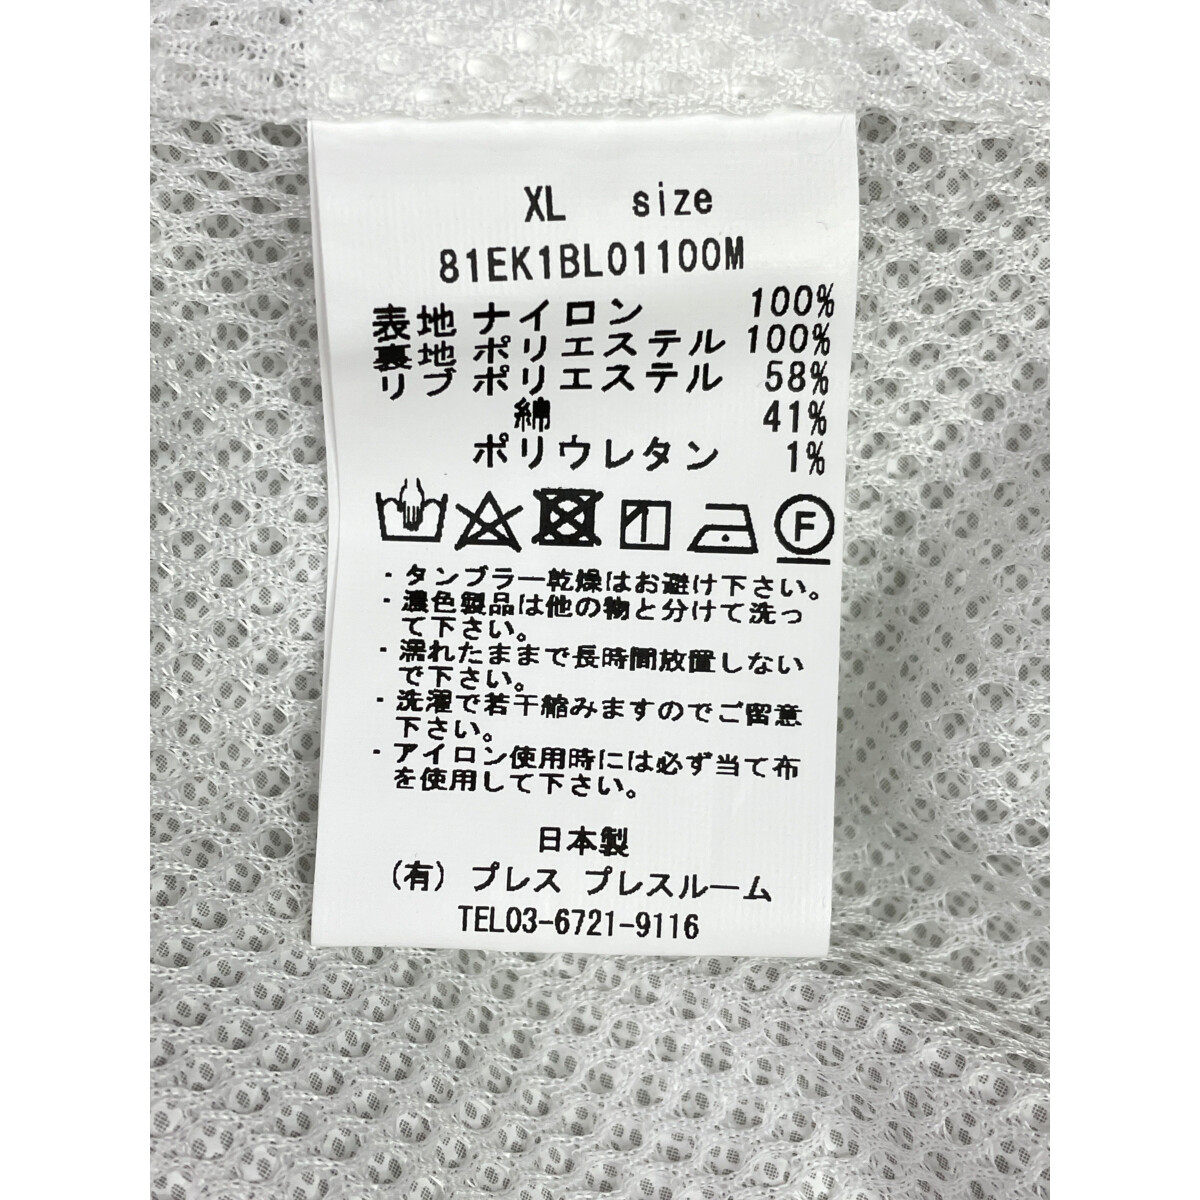 XL size
81EK1BL01100M
表地 ナイロン 100%
裏地 ポリエステル 100%
リブ ポリエステル 58%
綿 41%
ポリウレタン 1%
F
・タンブラー乾燥はお避け下さい。
・濃色製品は他の物と分けて洗っ
て下さい。
・濡れたままで長時間放置しない
で下さい。
・洗濯で若干縮みますのでご留意
下さい。
・アイロン使用時には必ず当て布
を使用して下さい。
日本製
(有) プレス プレスルーム
TEL03-6721-9116